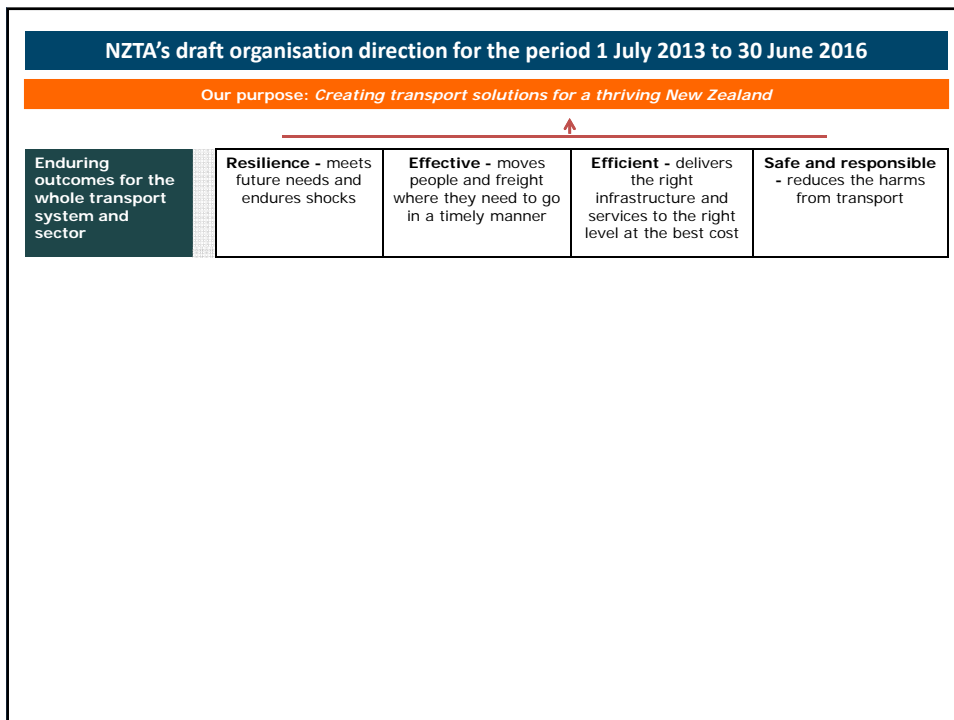 NZTA's draft organisation direction for the period 1 July 2013 to 30 June 2016
Our purpose: Creating transport solutions for a thriving New Zealand
Enduring
outcomes for the
whole transport
system and
sector
Resilience - meets
future needs and
endures shocks
Effective - moves
people and freight
where they need to go
in a timely manner
Efficient - delivers
the right
infrastructure and
services to the right
level at the best cost
Safe and responsible
- reduces the harms
from transport